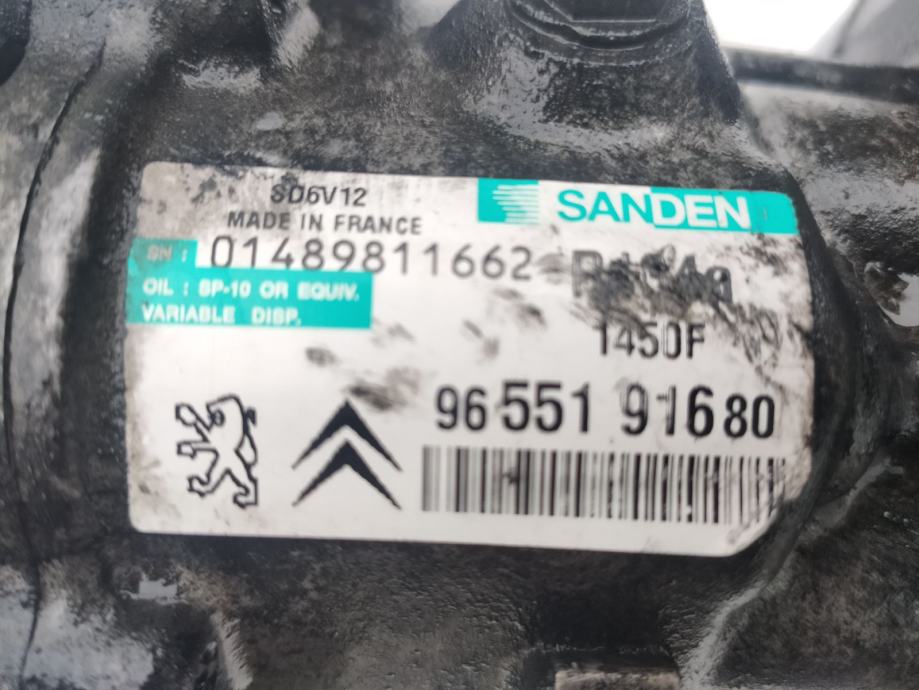 SD6V12
MADE IN FRANCE
SANDEN
SN : 01489811662
R134a
OIL : SP-10 OR EQUIV.
VARIABLE DISP.
1450F
96 551 916 80